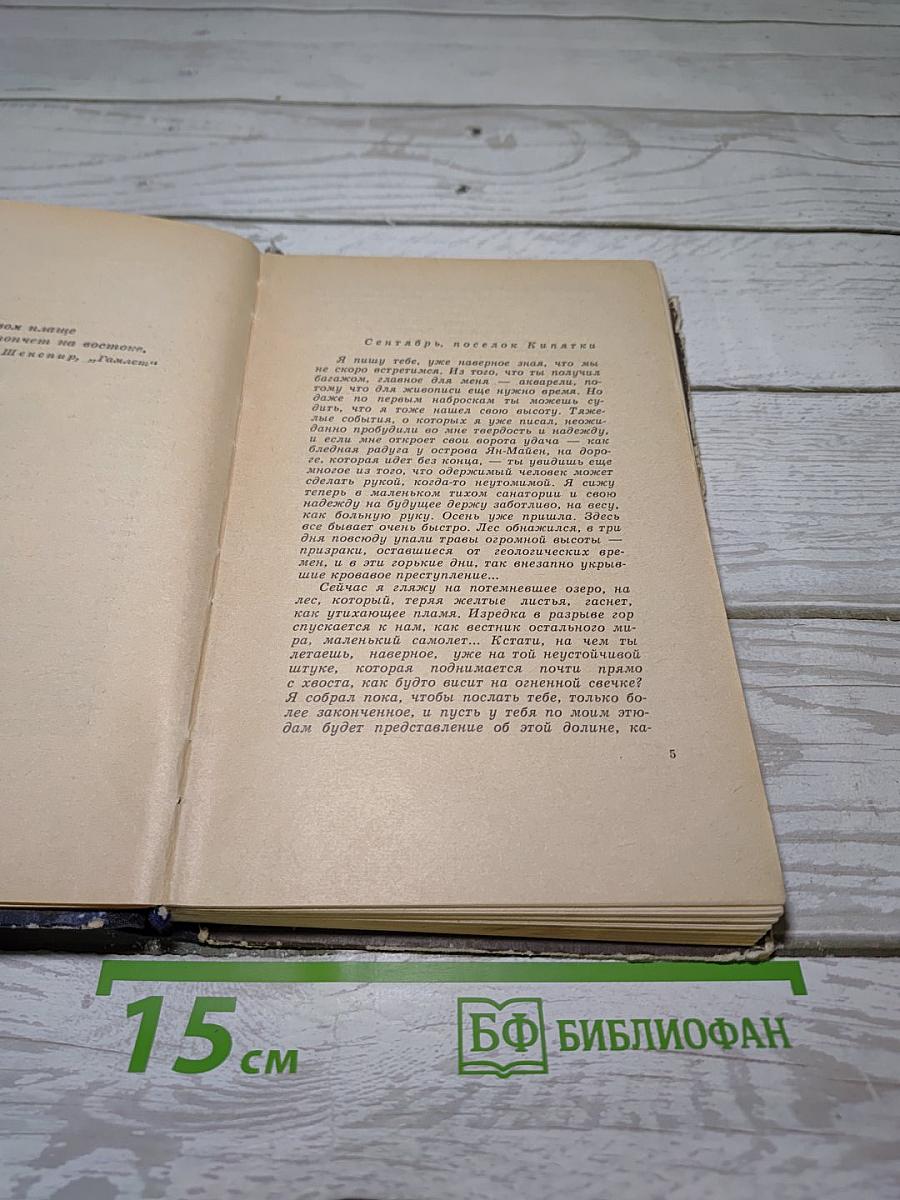 вом плаще
топчет на востоке.
Шекспир, „Гамлет“
Сентябрь, поселок Кипятки
Я пишу тебе, уже наверное зная, что мы
не скоро встретимся. Из того, что ты получил
багажом, главное для меня — акварели, по-
тому что для живописи еще нужно время. Но
даже по первым наброскам ты можешь су-
дить, что я тоже нашел свою высоту. Тяже-
лые события, о которых я уже писал, неожи-
данно пробудили во мне твердость и надежду,
и если мне откроет свои ворота удача — как
бледная радуга у острова Ян-Майен, на доро-
ге, которая идет без конца, — ты увидишь еще
многое из того, что одержимый человек может
сделать рукой, когда-то неутомимой. Я сижу
теперь в маленьком тихом санатории и свою
надежду на будущее держу заботливо, на весу,
как больную руку. Осень уже пришла. Здесь
все бывает очень быстро. Лес обнажился, в три
дня повсюду упали травы огромной высоты —
призраки, оставшиеся от геологических вре-
мен, и в эти горькие дни, так внезапно укрыв-
шие кровавое преступление...
Сейчас я гляжу на потемневшее озеро, на
лес, который, теряя желтые листья, гаснет,
как утихающее пламя. Изредка в разрыве гор
спускается к нам, как вестник остального ми-
ра, маленький самолет... Кстати, на чем ты
летаешь, наверное, уже на той неустойчивой
штуке, которая поднимается почти прямо
с хвоста, как будто висит на огненной свечке?
Я собрал пока, чтобы послать тебе, только бо-
лее законченное, и пусть у тебя по моим этю-
дам будет представление об этой долине, ка-
5
15 см
БФ БИБЛИОФАН